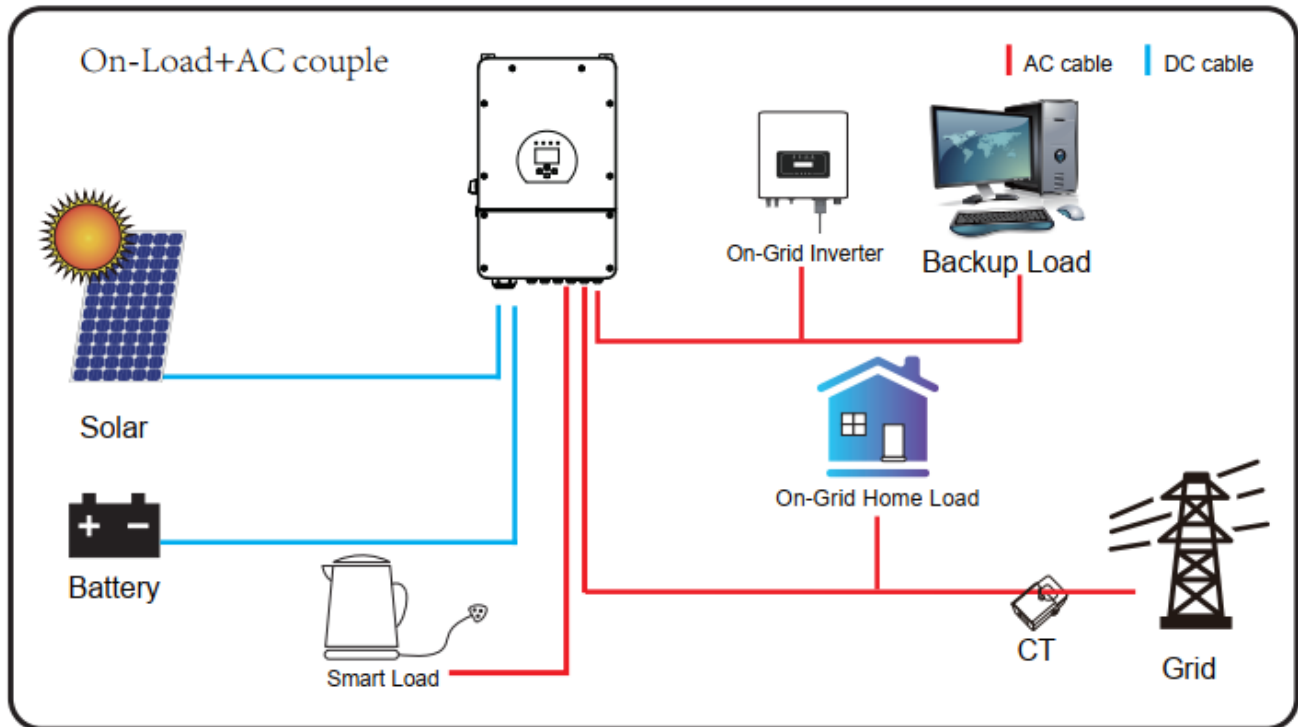 On-Load+AC couple
AC cable
DC cable
On-Grid Inverter
Backup Load
Solar
On-Grid Home Load
Battery
Smart Load
CT
Grid